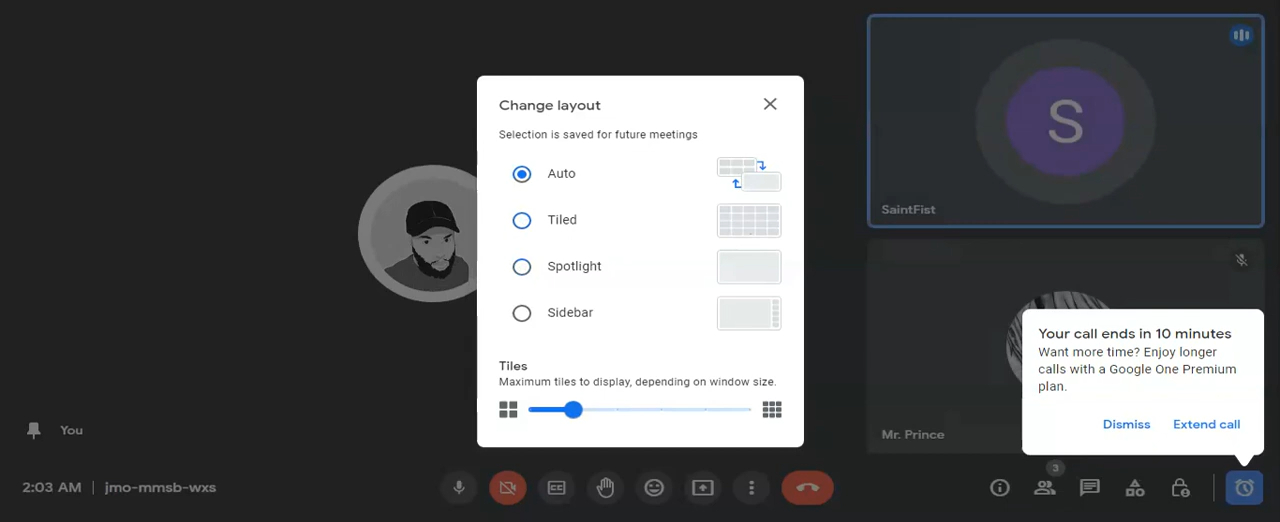 Change layout
Selection is saved for future meetings
Auto
Tiled
Spotlight
Sidebar
Tiles
Maximum tiles to display, depending on window size.
S
SaintFist
Your call ends in 10 minutes
Want more time? Enjoy longer
calls with a Google One Premium
plan.
Dismiss
Extend call
Mr. Prince
You
2:03 AM | jmo-mmsb-wxs
CC
3